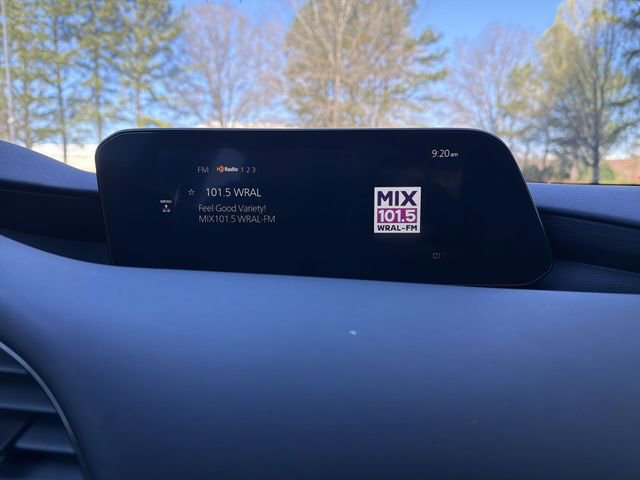 9:20am
FM HD Radio 1 2 3
☆ 101.5 WRAL
MENU
Feel Good Variety!
MIX101.5 WRAL-FM
MIX
101.5
WRAL-FM